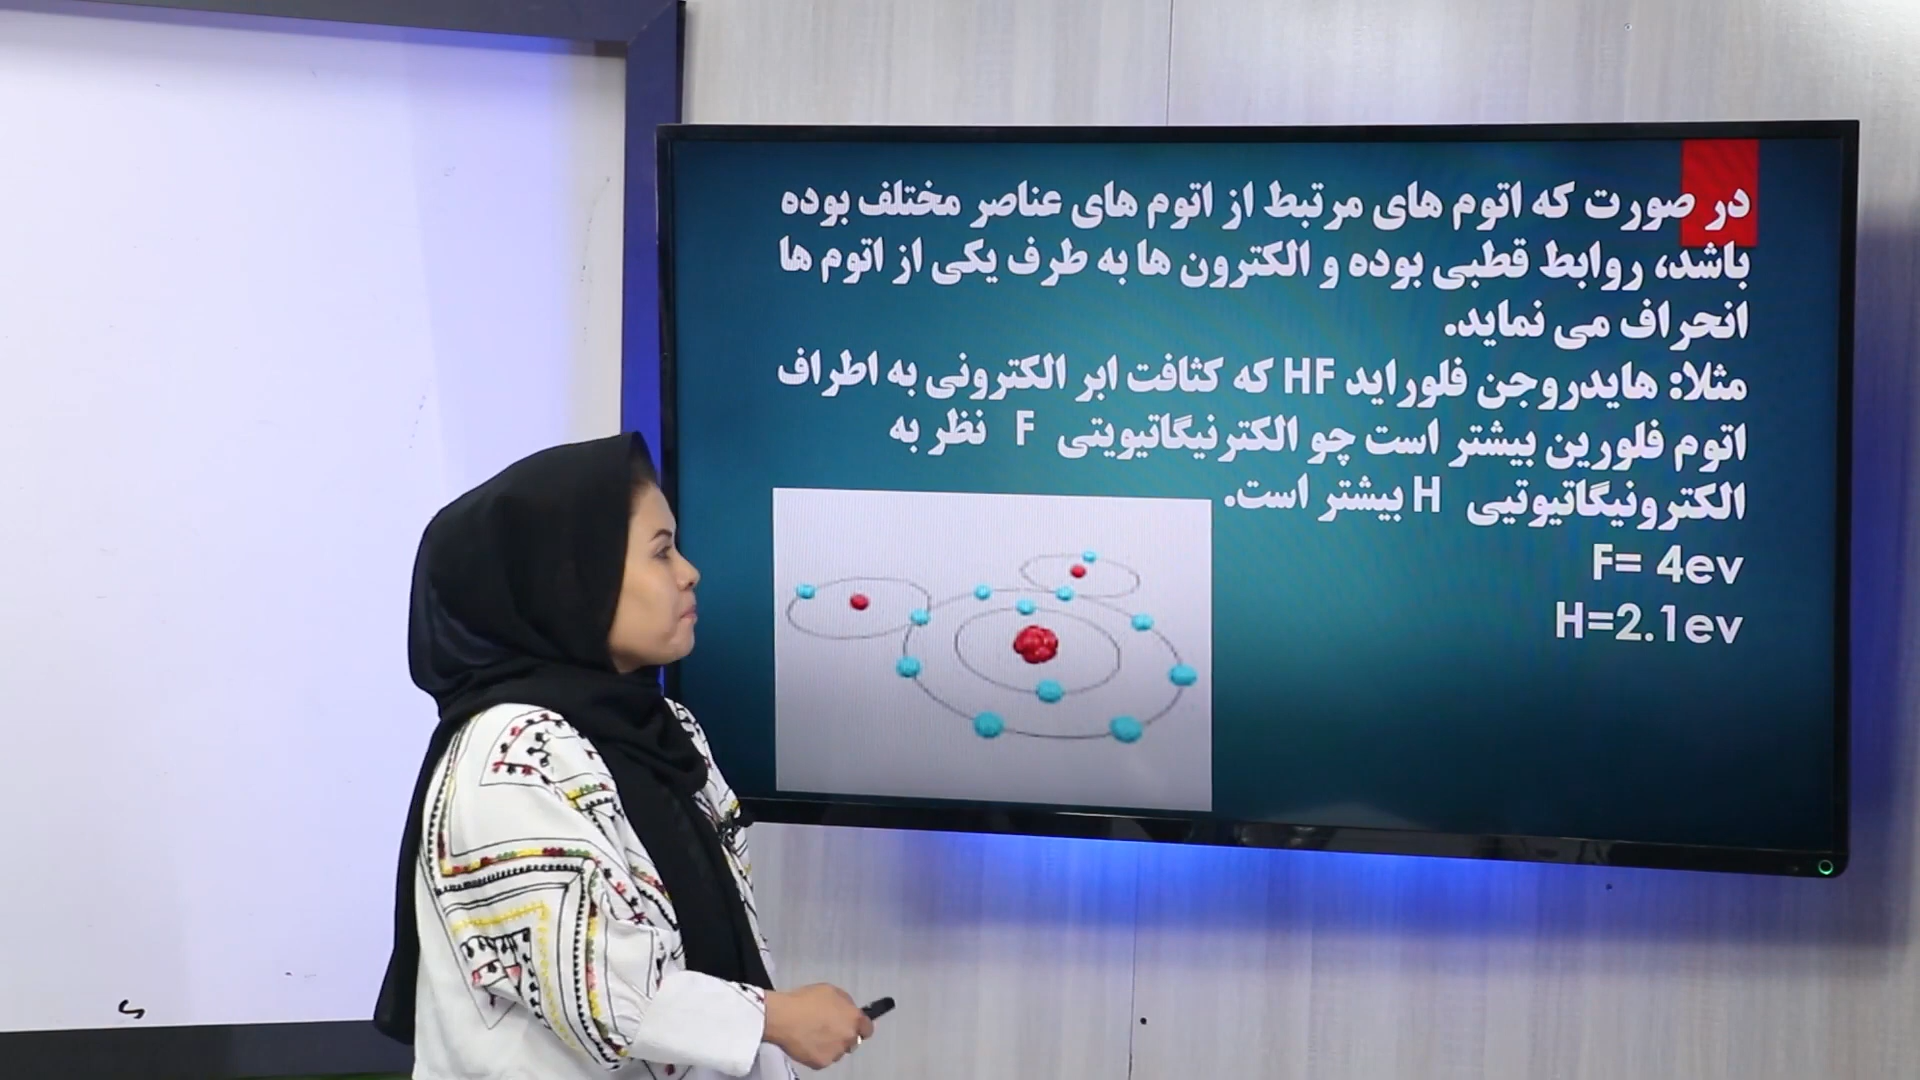 در صورت که اتوم های مرتبط از اتوم های عناصر مختلف بوده
باشد، روابط قطبی بوده و الکترون ها به طرف یکی از اتوم ها
انحراف می نماید.
مثلا: هایدروجن فلوراید HF که کثافت ابر الکترونی به اطراف
اتوم فلورین بیشتر است چو الکترنیگاتیویتی F نظر به
الکترونیگاتیوتیی H بیشتر است.
F= 4ev
H=2.1ev